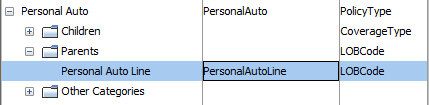 Personal Auto PersonalAuto PolicyType
Children CoverageType
Parents LOBCode
Personal Auto Line PersonalAutoLine LOBCode
Other Categories